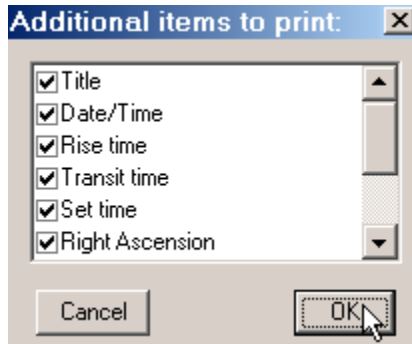 Additional items to print:
Title
Date/Time
Rise time
Transit time
Set time
Right Ascension
Cancel OK